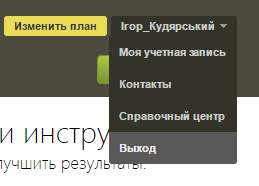 Изменить план
Ігор_Кудярський
Моя учетная запись
Контакты
Справочный центр
Выход
и инстру
лучшить результаты.